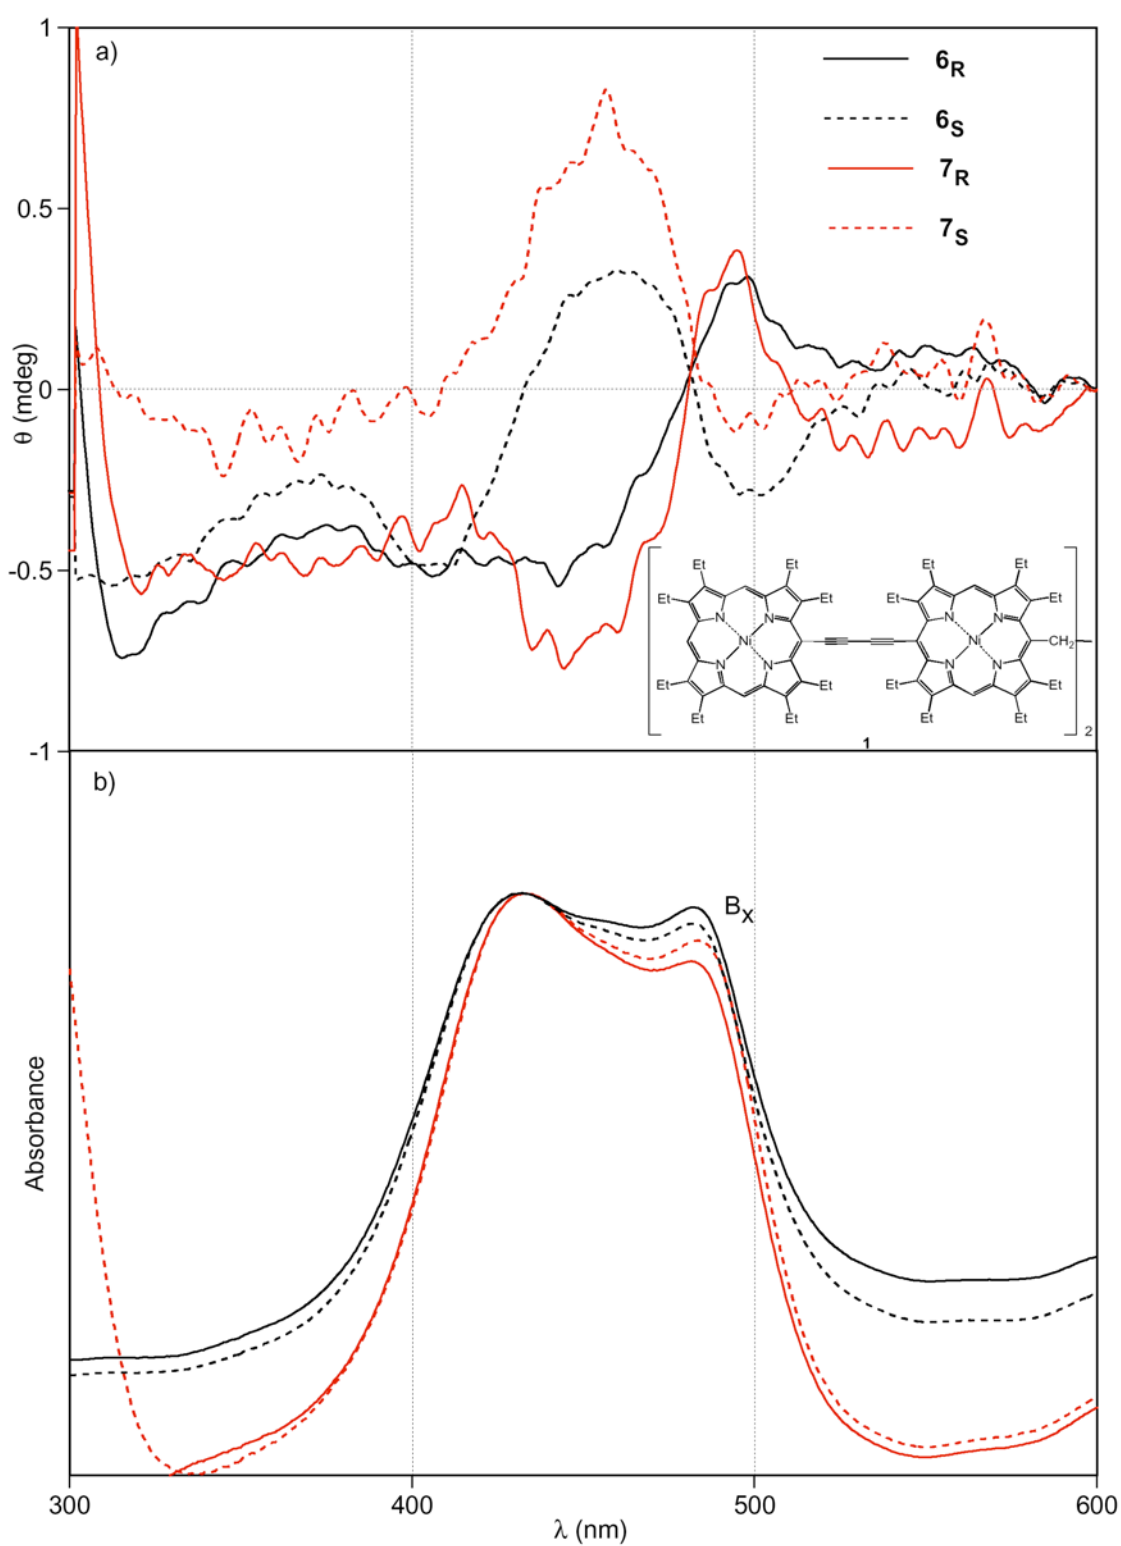 1
a)
6R
6S
7R
7S
0.5
θ (mdeg)
0
-0.5
-1
Et Et Et Et
Et Et Et Et
N N N N
Ni Ni CH2
N N N N
Et Et Et Et
Et Et Et Et
2
1
b)
Bx
Absorbance
300 400 500 600
λ (nm)